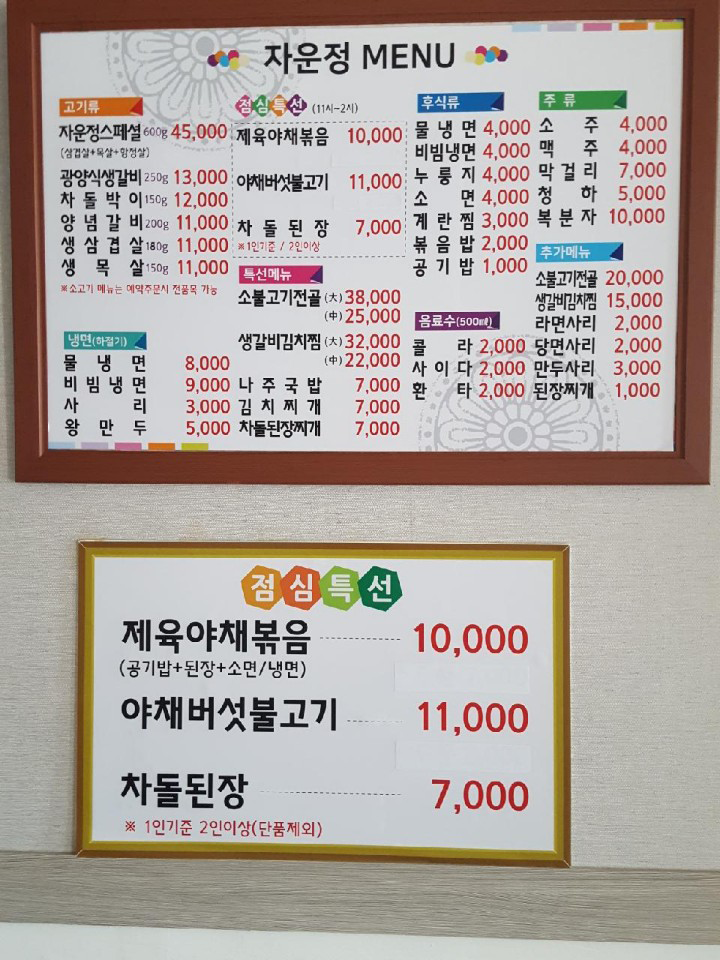 자운정 MENU
고기류
자운정스페셜 600g 45,000
(삼겹살+목살+항정살)
광양식생갈비 250g 13,000
차돌박이 150g 12,000
양념갈비 200g 11,000
생삼겹살 180g 11,000
생목살 150g 11,000
※소고기 메뉴는 예약주문시 전품목 가능
냉면(하절기)
물냉면 8,000
비빔냉면 9,000
사리 3,000
왕만두 5,000
점심특선 (11시~2시)
제육야채볶음 10,000
야채버섯불고기 11,000
차돌된장 7,000
※1인기준 / 2인이상
특선메뉴
소불고기전골 (大) 38,000
(中) 25,000
생갈비김치찜 (大) 32,000
(中) 22,000
나주국밥 7,000
김치찌개 7,000
차돌된장찌개 7,000
후식류
물냉면 4,000
비빔냉면 4,000
누룽지 4,000
소면 4,000
계란찜 3,000
볶음밥 2,000
공기밥 1,000
음료수(500㎖)
콜라 2,000
사이다 2,000
환타 2,000
주류
소주 4,000
맥주 4,000
막걸리 7,000
청하 5,000
복분자 10,000
추가메뉴
소불고기전골 20,000
생갈비김치찜 15,000
라면사리 2,000
당면사리 2,000
만두사리 3,000
된장찌개 1,000
점심특선
제육야채볶음 10,000
(공기밥+된장+소면/냉면)
야채버섯불고기 11,000
차돌된장 7,000
※ 1인기준 2인이상(단품제외)